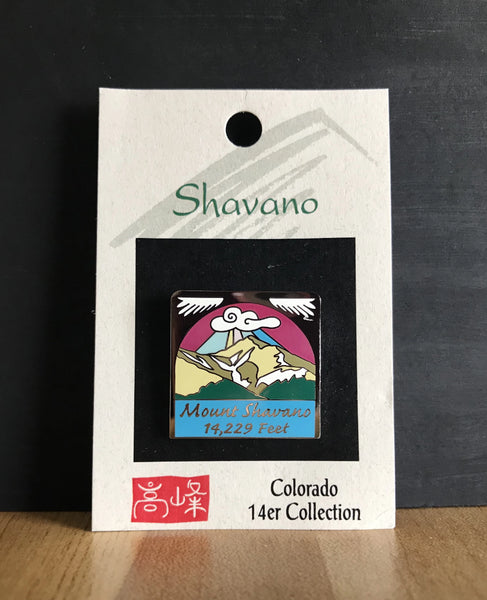 Shavano
Mount Shavano
14,229 Feet
高峰
Colorado
14er Collection